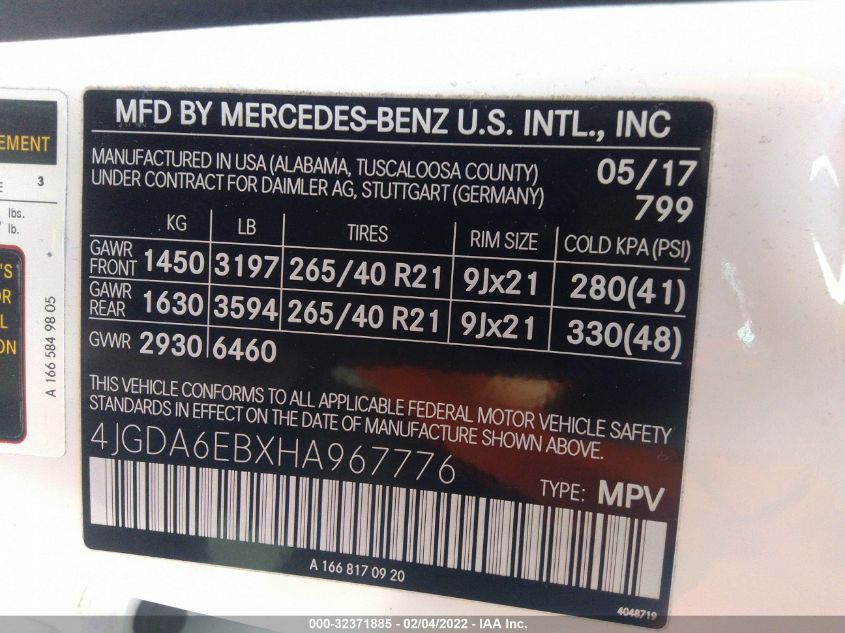 EMENT
E 3
lbs.
lb.
'S
OR
L
ON
A 166 584 98 05
MFD BY MERCEDES-BENZ U.S. INTL., INC
MANUFACTURED IN USA (ALABAMA, TUSCALOOSA COUNTY) 05/17
UNDER CONTRACT FOR DAIMLER AG, STUTTGART (GERMANY) 799
KG LB TIRES RIM SIZE COLD KPA (PSI)
GAWR FRONT 1450 3197 265/40 R21 9Jx21 280(41)
GAWR REAR 1630 3594 265/40 R21 9Jx21 330(48)
GVWR 2930 6460
THIS VEHICLE CONFORMS TO ALL APPLICABLE FEDERAL MOTOR VEHICLE SAFETY
AND THEFT PREVENTION STANDARDS IN EFFECT ON THE DATE OF MANUFACTURE SHOWN ABOVE
4JGDA6EBXHA967776
TYPE: MPV
A 166 817 09 20
4048719
000-32371885 - 02/04/2022 - IAA Inc.